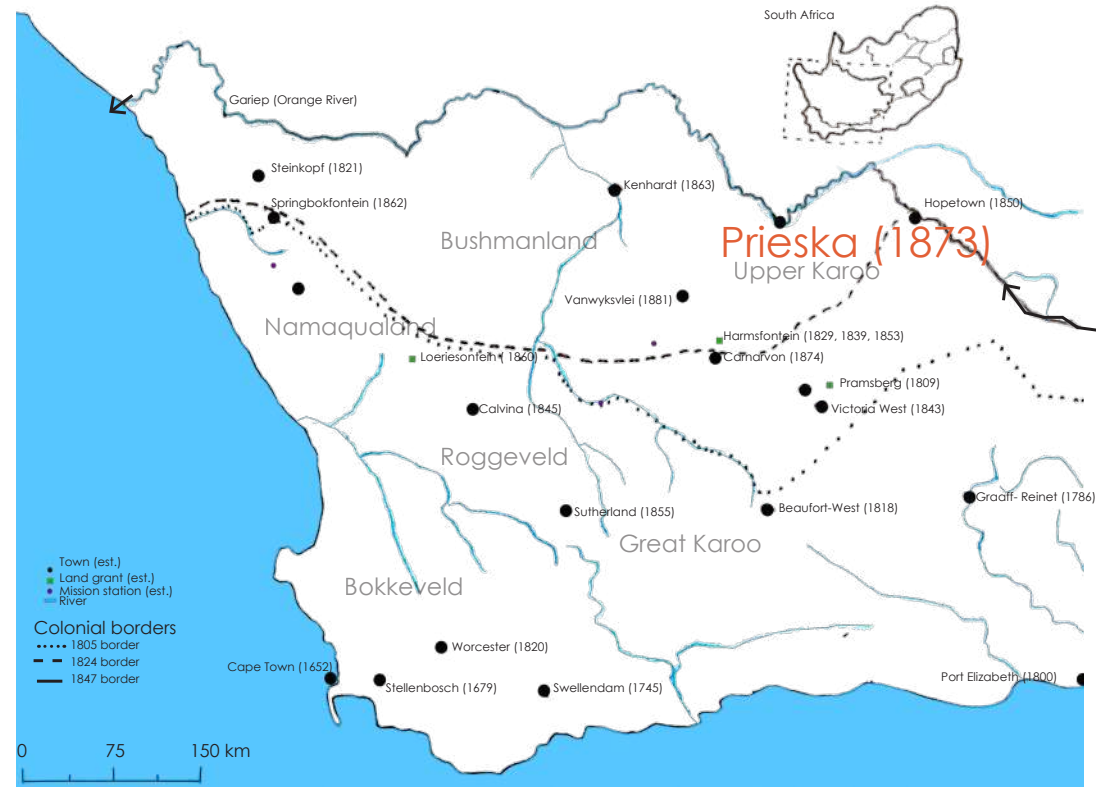 South Africa
Gariep (Orange River)
Steinkopf (1821)
Kenhardt (1863)
Springbokfontein (1862)
Hopetown (1850)
Prieska (1873)
Bushmanland
Upper Karoo
Vanwyksvlei (1881)
Namaqualand
Harmsfontein (1829, 1839, 1853)
Loeriesontein (1860)
Carnarvon (1874)
Pramsberg (1809)
Calvina (1845)
Victoria West (1843)
Roggeveld
Graaff- Reinet (1786)
Sutherland (1855)
Beaufort-West (1818)
Great Karoo
Town (est.)
Land grant (est.)
Mission station (est.)
River
Bokkeveld
Colonial borders
1805 border
1824 border
1847 border
Worcester (1820)
Cape Town (1652)
Stellenbosch (1679)
Swellendam (1745)
Port Elizabeth (1800)
0 75 150 km